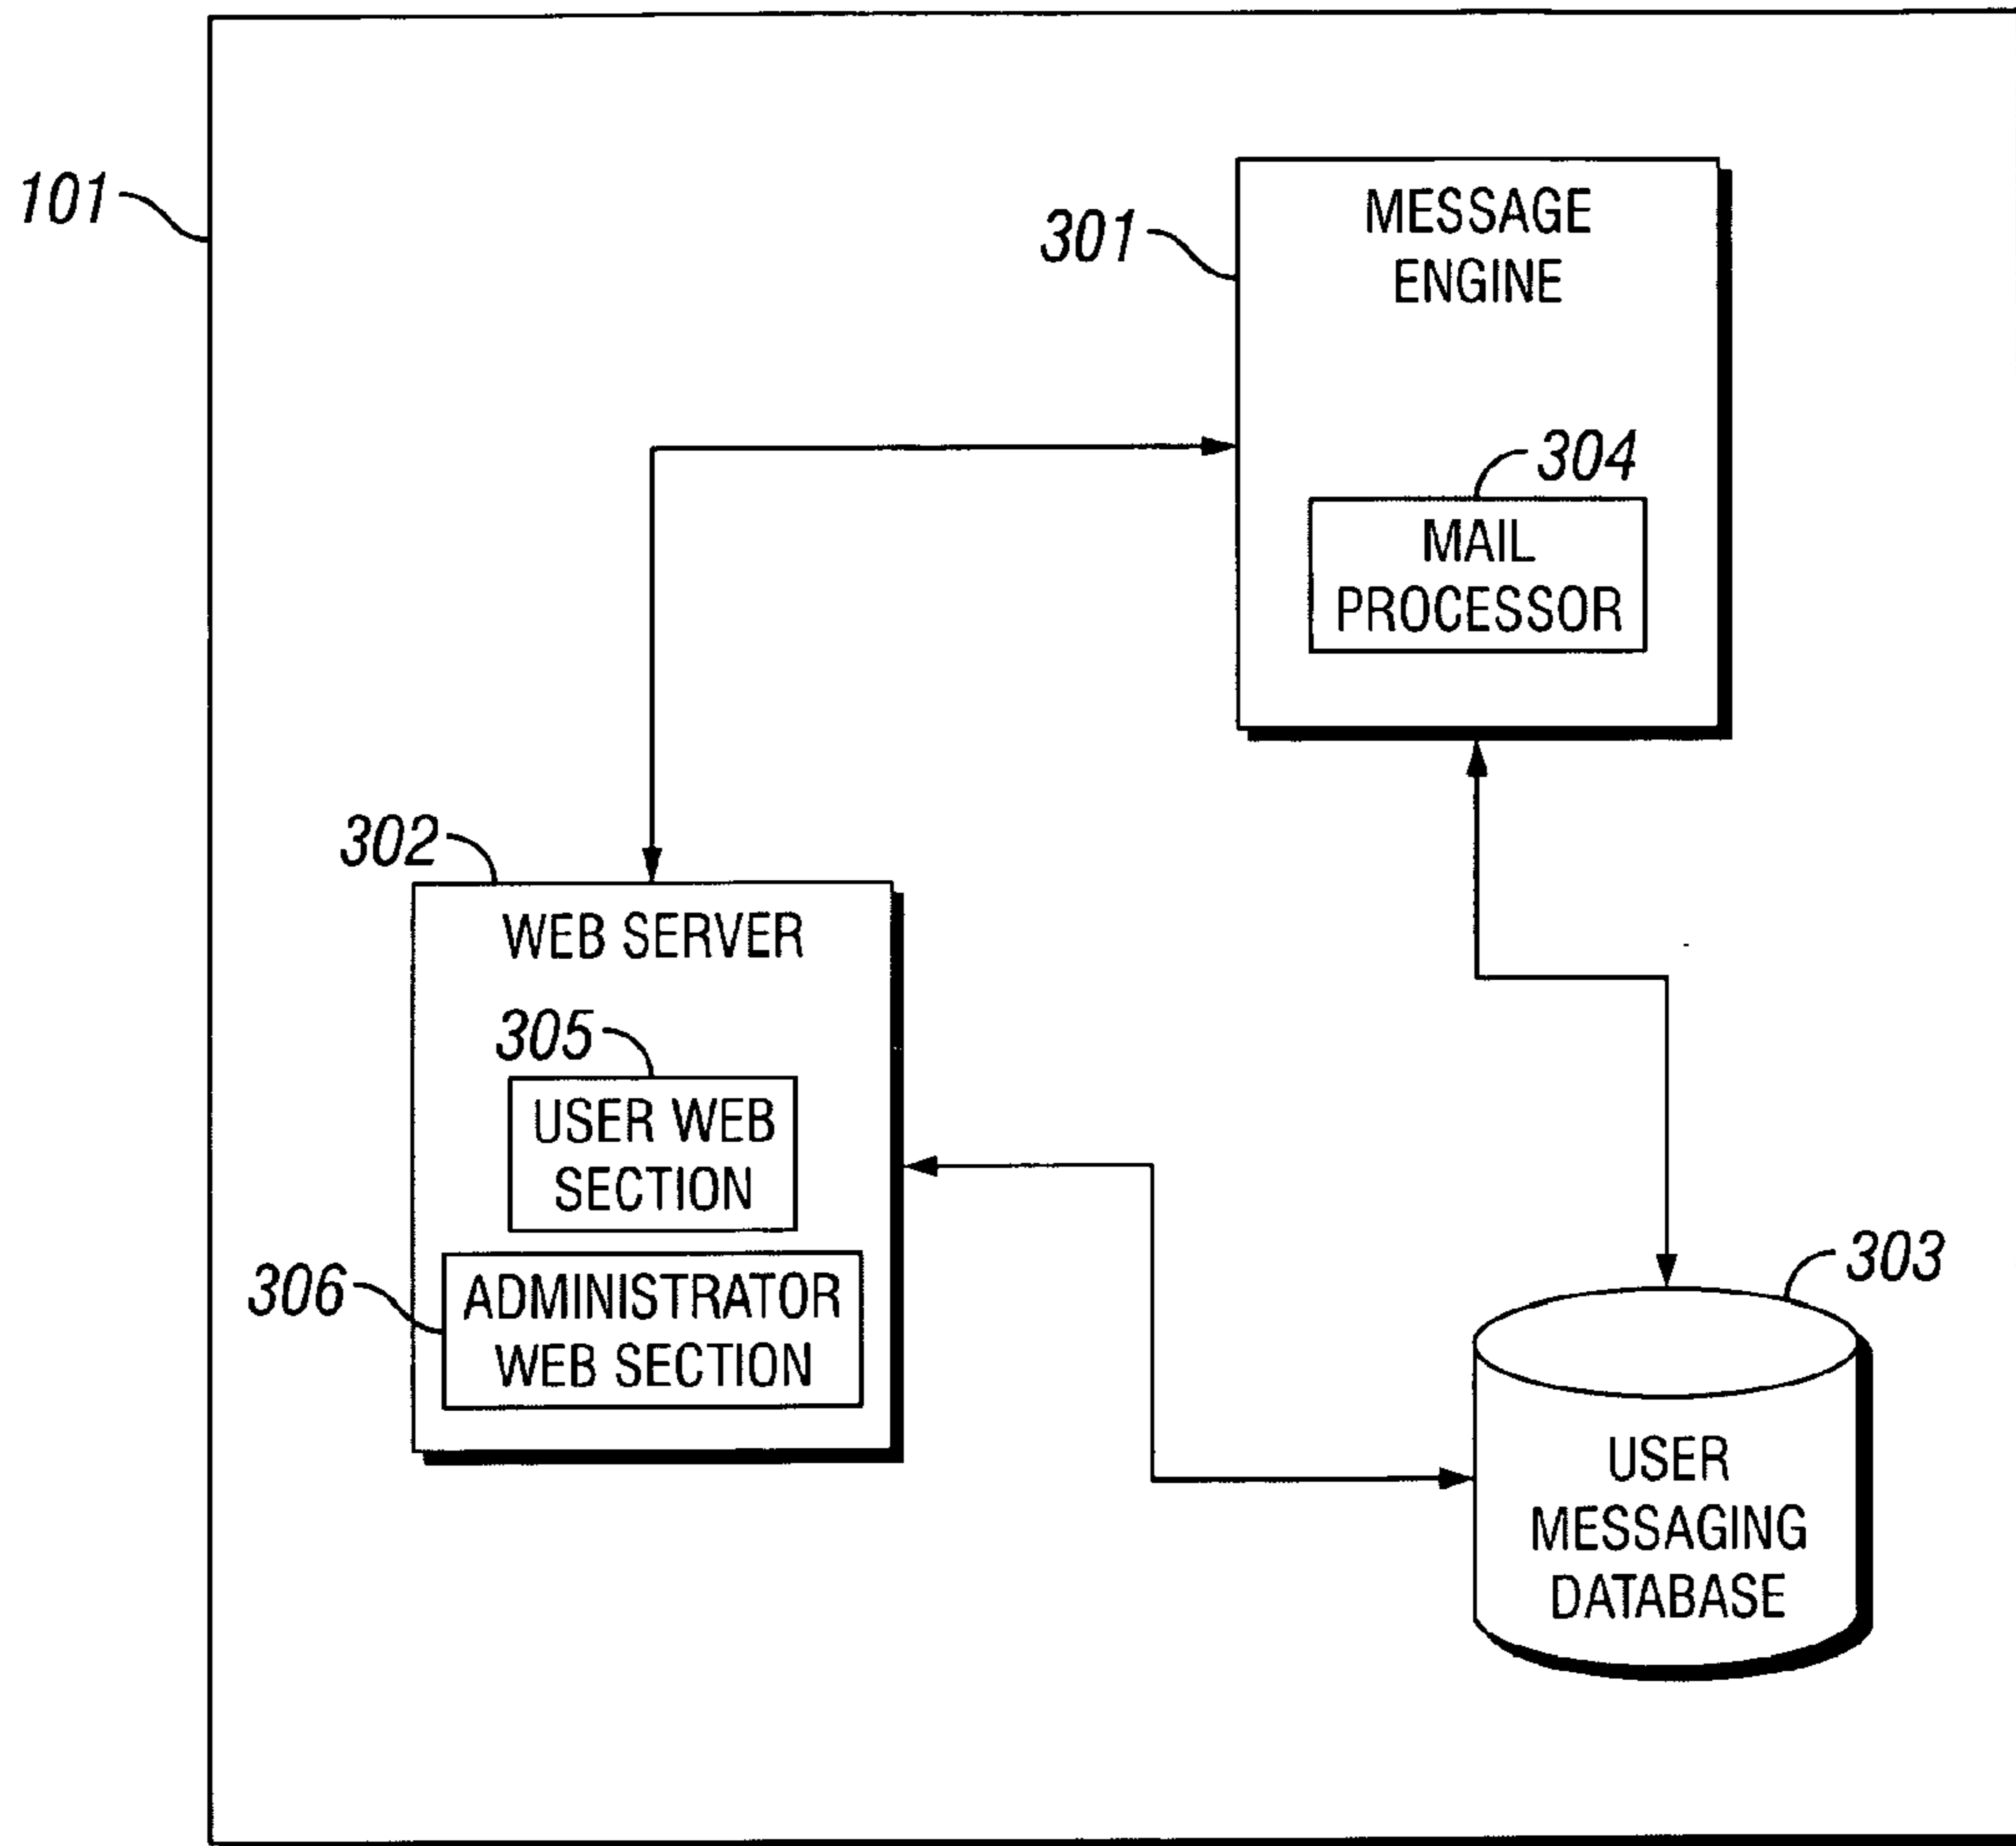 101
301
MESSAGE
ENGINE
304
MAIL
PROCESSOR
302
WEB SERVER
305
USER WEB
SECTION
306
ADMINISTRATOR
WEB SECTION
303
USER
MESSAGING
DATABASE